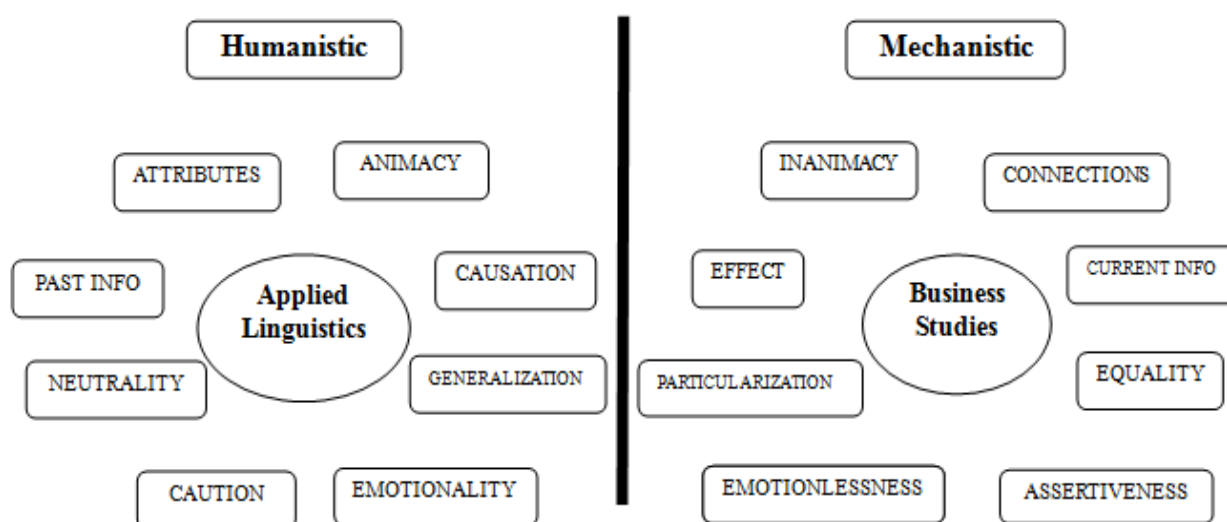 Humanistic
Mechanistic
ATTRIBUTES
ANIMACY
INANIMACY
CONNECTIONS
PAST INFO
Applied
Linguistics
CAUSATION
EFFECT
Business
Studies
CURRENT INFO
NEUTRALITY
GENERALIZATION
PARTICULARIZATION
EQUALITY
CAUTION
EMOTIONALITY
EMOTIONLESSNESS
ASSERTIVENESS